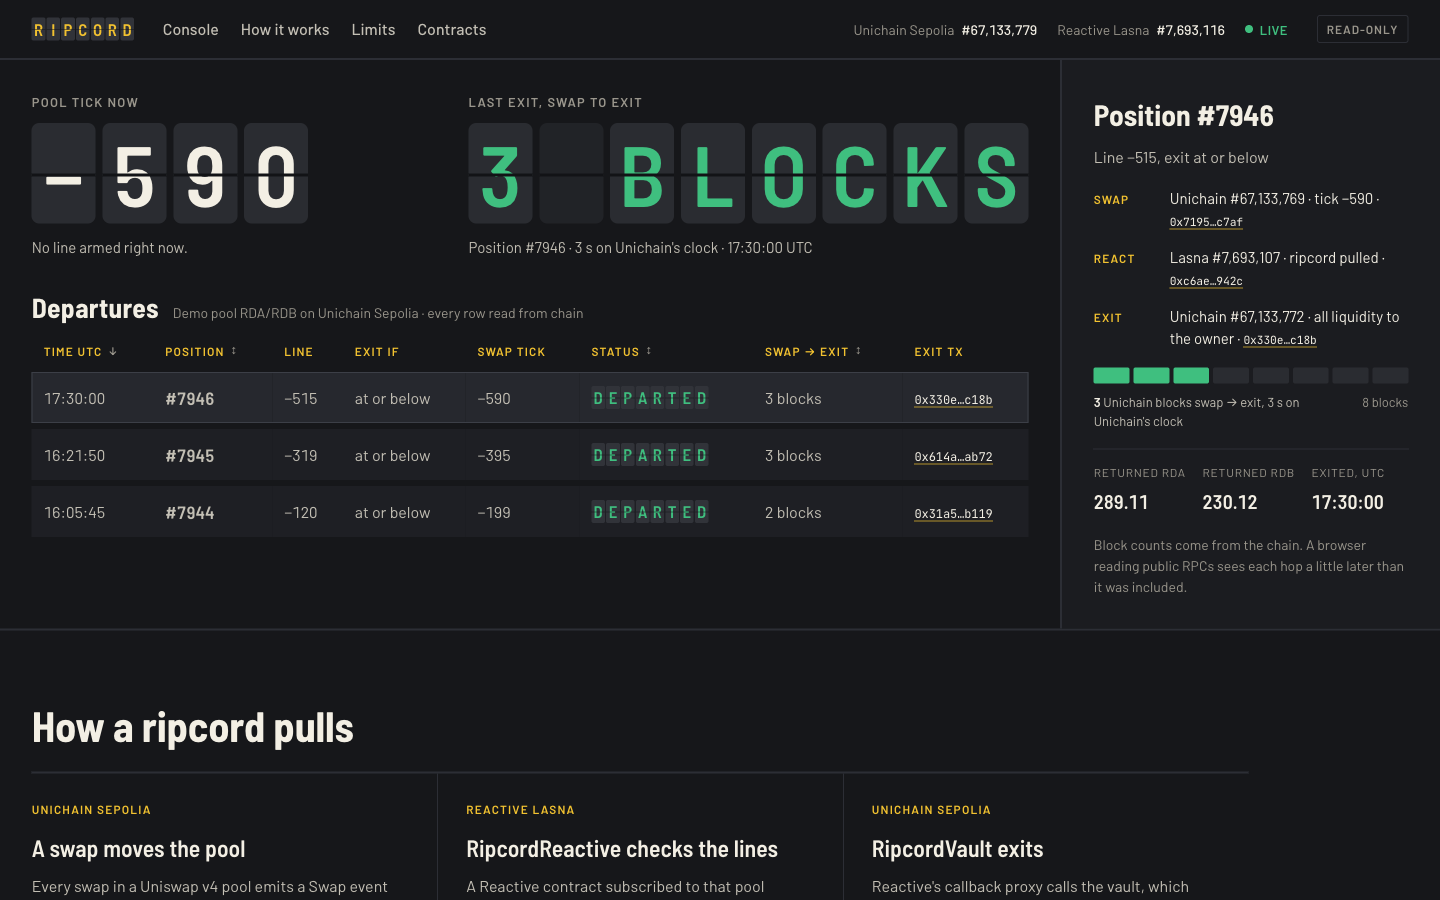 RIPCORD Console How it works Limits Contracts Unichain Sepolia #67,133,779 Reactive Lasna #7,693,116 LIVE READ-ONLY
POOL TICK NOW
−590
No line armed right now.
LAST EXIT, SWAP TO EXIT
3 BLOCKS
Position #7946 · 3 s on Unichain's clock · 17:30:00 UTC
Departures Demo pool RDA/RDB on Unichain Sepolia · every row read from chain
TIME UTC ↓ POSITION ↕ LINE EXIT IF SWAP TICK STATUS ↕ SWAP → EXIT ↕ EXIT TX
17:30:00 #7946 −515 at or below −590 DEPARTED 3 blocks 0x330e…c18b
16:21:50 #7945 −319 at or below −395 DEPARTED 3 blocks 0x614a…ab72
16:05:45 #7944 −120 at or below −199 DEPARTED 2 blocks 0x31a5…b119
Position #7946
Line −515, exit at or below
SWAP Unichain #67,133,769 · tick −590 ·
0x7195…c7af
REACT Lasna #7,693,107 · ripcord pulled ·
0xc6ae…942c
EXIT Unichain #67,133,772 · all liquidity to
the owner · 0x330e…c18b
3 Unichain blocks swap → exit, 3 s on 8 blocks
Unichain's clock
RETURNED RDA RETURNED RDB EXITED, UTC
289.11 230.12 17:30:00
Block counts come from the chain. A browser
reading public RPCs sees each hop a little later than
it was included.
How a ripcord pulls
UNICHAIN SEPOLIA
A swap moves the pool
Every swap in a Uniswap v4 pool emits a Swap event
REACTIVE LASNA
RipcordReactive checks the lines
A Reactive contract subscribed to that pool
UNICHAIN SEPOLIA
RipcordVault exits
Reactive's callback proxy calls the vault, which